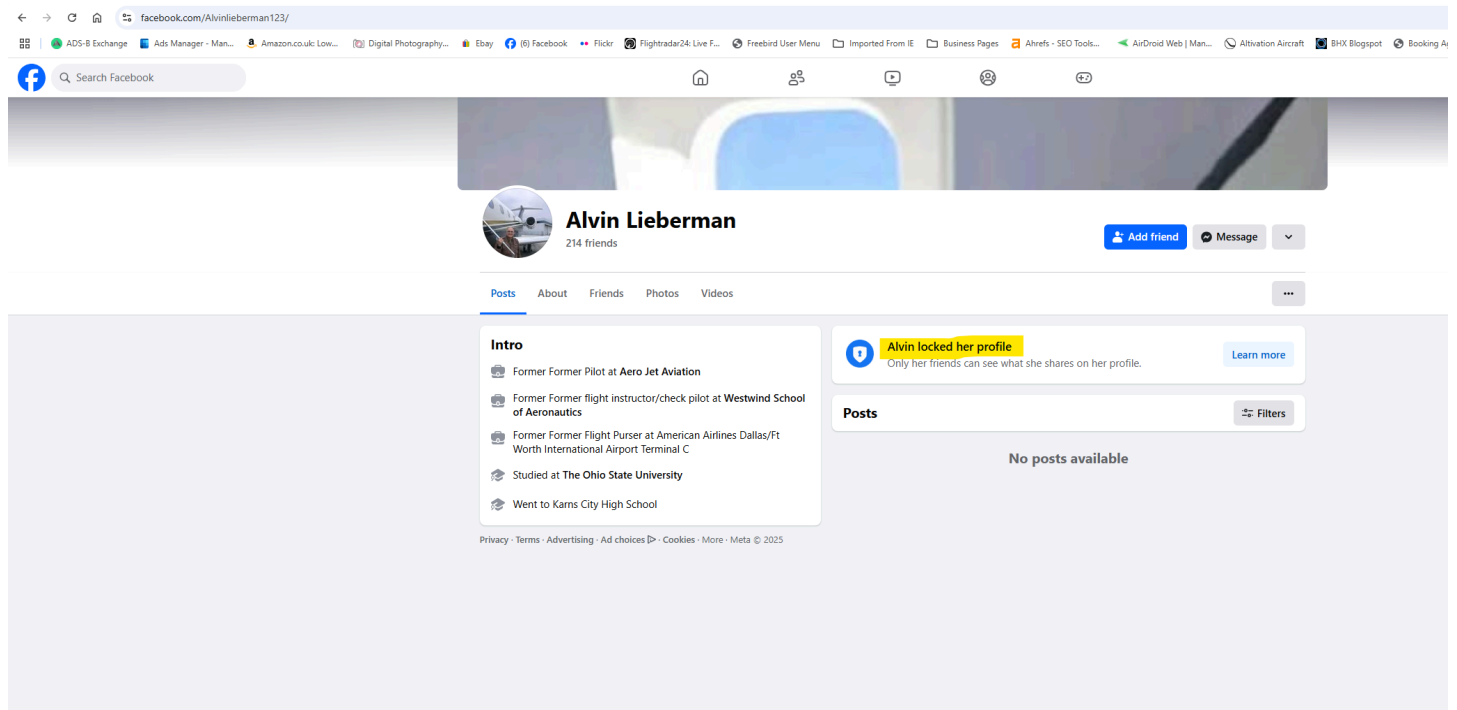 facebook.com/Alvinlieberman123/
ADS-B Exchange Ads Manager - Man... Amazon.co.uk: Low... Digital Photography... Ebay (6) Facebook Flickr Flightradar24: Live F... Freebird User Menu Imported From IE Business Pages Ahrefs - SEO Tools... AirDroid Web | Man... Altivation Aircraft BHX Blogspot Booking Ag
Search Facebook
Alvin Lieberman
214 friends
Add friend Message
Posts About Friends Photos Videos
Intro
Former Former Pilot at Aero Jet Aviation
Former Former flight instructor/check pilot at Westwind School
of Aeronautics
Former Former Flight Purser at American Airlines Dallas/Ft
Worth International Airport Terminal C
Studied at The Ohio State University
Went to Karns City High School
Privacy · Terms · Advertising · Ad choices · Cookies · More · Meta © 2025
Alvin locked her profile
Only her friends can see what she shares on her profile.
Learn more
Posts
Filters
No posts available